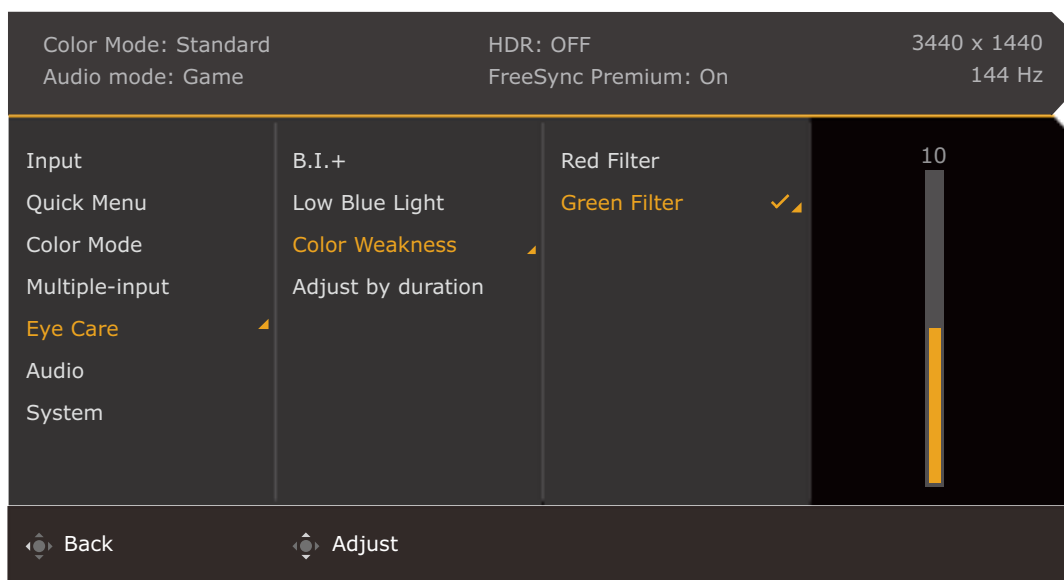 Color Mode: Standard
Audio mode: Game
HDR: OFF
FreeSync Premium: On
3440 x 1440
144 Hz
Input
Quick Menu
Color Mode
Multiple-input
Eye Care
Audio
System
B.I.+
Low Blue Light
Color Weakness
Adjust by duration
Red Filter
Green Filter
10
Back
Adjust